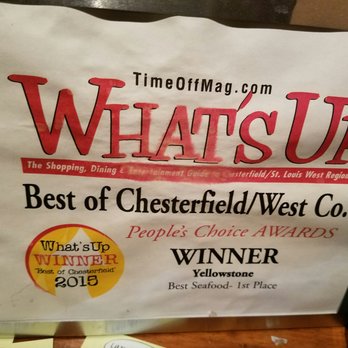 TimeOffMag.com
WHAT'S U
The Shopping, Dining & Entertainment Guide to Chesterfield/St. Louis West Region
Best of Chesterfield/West Co.
People's Choice AWARDS
WINNER
Yellowstone
Best Seafood- 1st Place
What's Up
WINNER
"Best of Chesterfield"
2015